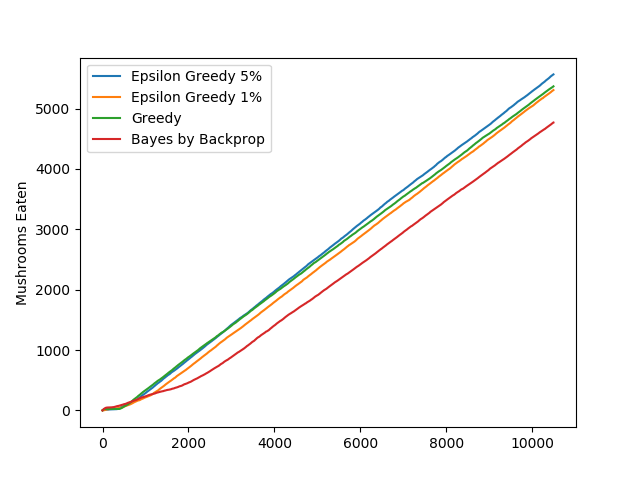 Epsilon Greedy 5%
Epsilon Greedy 1%
Greedy
Bayes by Backprop
Mushrooms Eaten
5000
4000
3000
2000
1000
0
0 2000 4000 6000 8000 10000